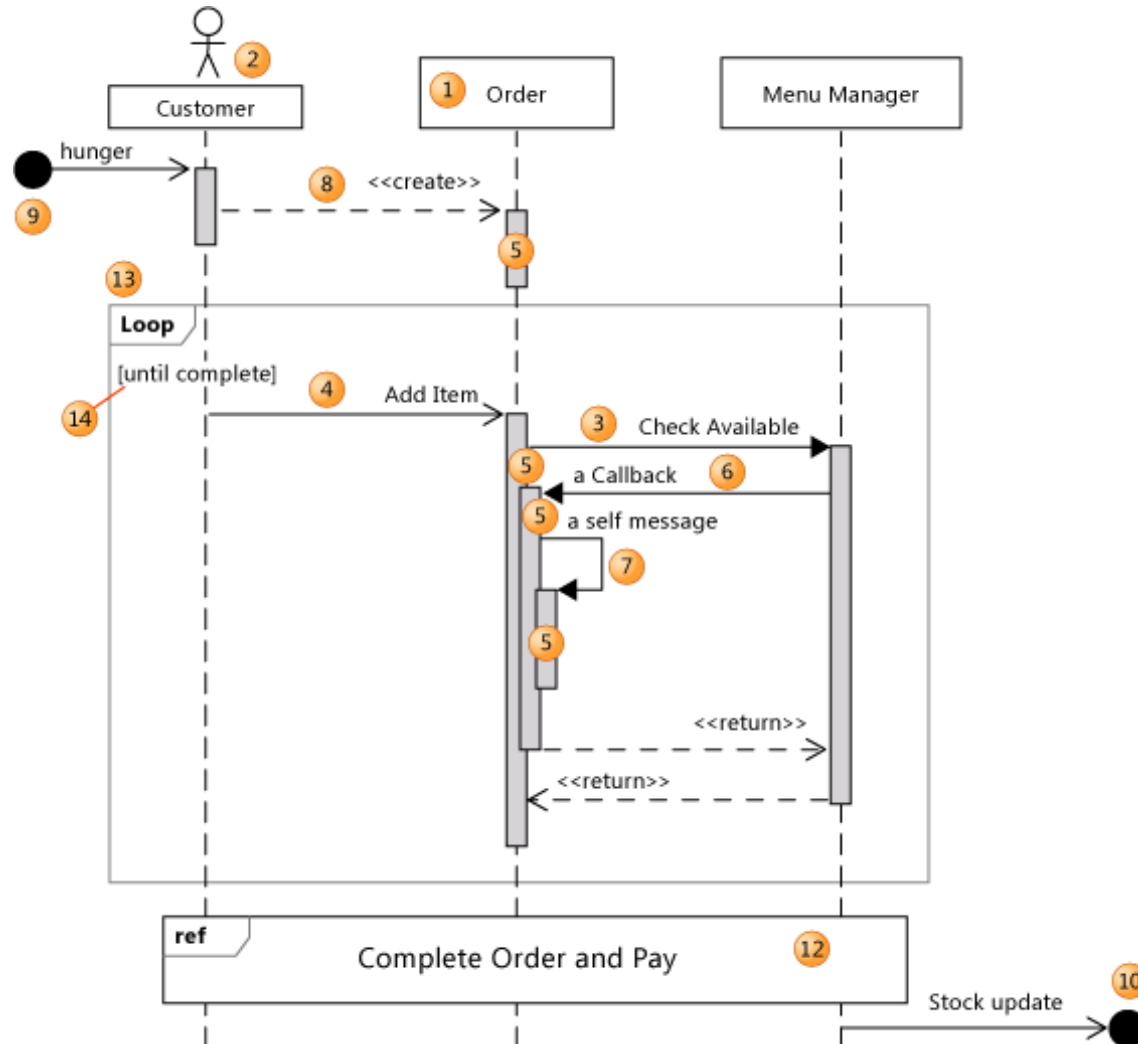 2
1
Order
Menu Manager
Customer
hunger
8
<<create>>
9
5
13
Loop
[until complete]
14
4
Add Item
3
Check Available
5
a Callback
6
5
a self message
7
5
<<return>>
<<return>>
ref
Complete Order and Pay
12
10
Stock update